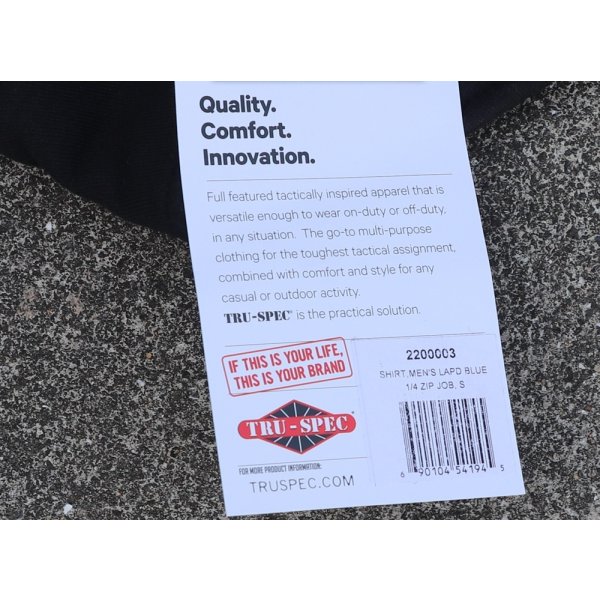 Quality.
Comfort.
Innovation.
Full featured tactically inspired apparel that is
versatile enough to wear on-duty or off-duty,
in any situation. The go-to multi-purpose
clothing for the toughest tactical assignment,
combined with comfort and style for any
casual or outdoor activity.
TRU-SPEC® is the practical solution.
IF THIS IS YOUR LIFE,
THIS IS YOUR BRAND
TRU-SPEC®
FOR MORE PRODUCT INFORMATION:
TRUSPEC.COM
2200003
SHIRT,MEN'S LAPD BLUE
1/4 ZIP JOB, S
6 90104 54194 5